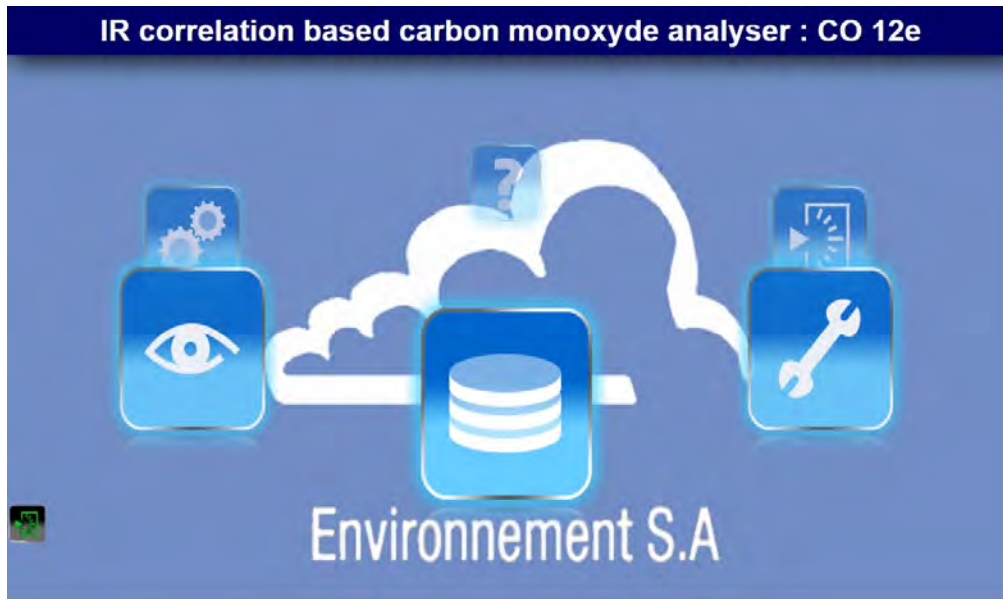 IR correlation based carbon monoxyde analyser : CO 12e
?
Environnement S.A